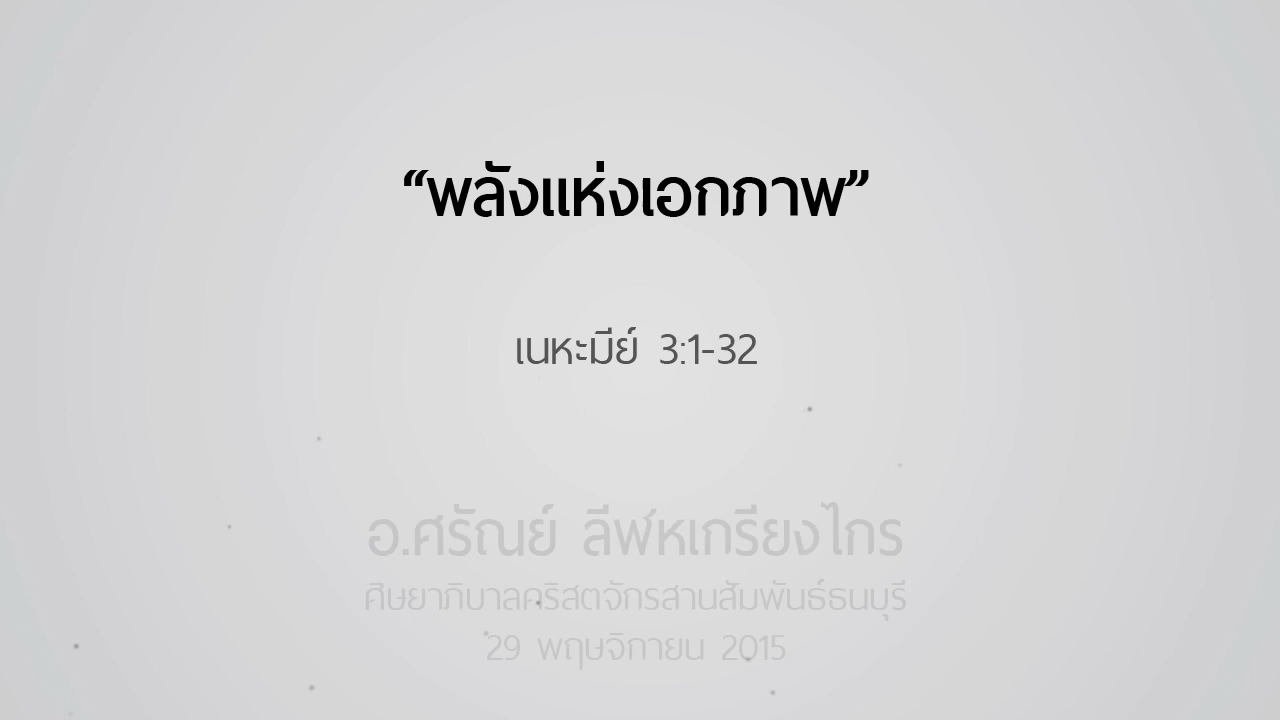 “พลังแห่งเอกภาพ”
เนหะมีย์ 3:1-32
อ.ศรัณย์ ลีฬหเกรียงไกร
ศิษยาภิบาลคริสตจักรสานสัมพันธ์ธนบุรี
29 พฤษจิกายน 2015